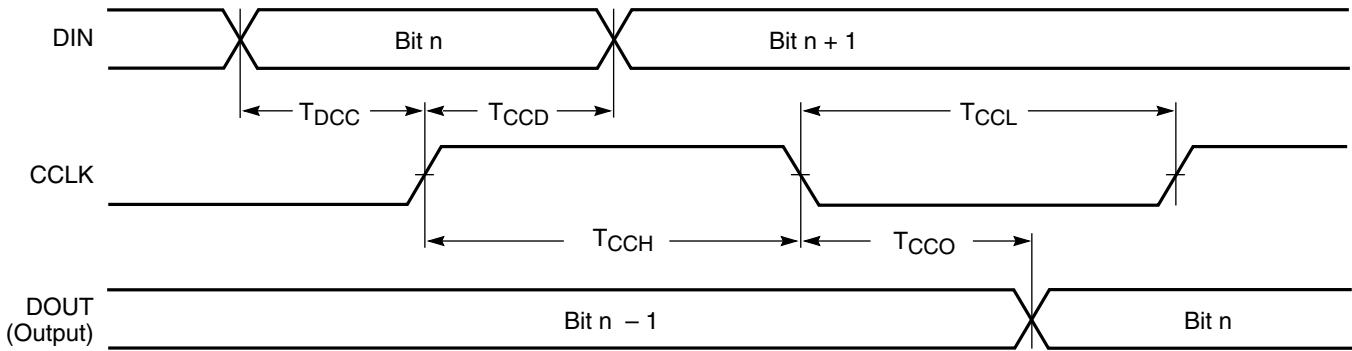 DIN
Bit n
Bit n + 1
TDCC
TCCD
TCCL
CCLK
TCCH
TCCO
DOUT
(Output)
Bit n – 1
Bit n